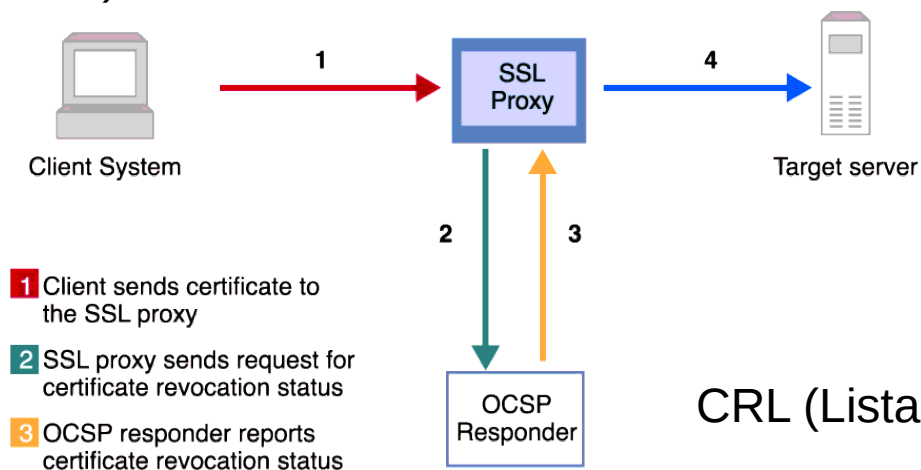 )
1
SSL
Proxy
4
Client System
Target server
2
3
1 Client sends certificate to
the SSL proxy
2 SSL proxy sends request for
certificate revocation status
3 OCSP responder reports
certificate revocation status
OCSP
Responder
CRL (Lista